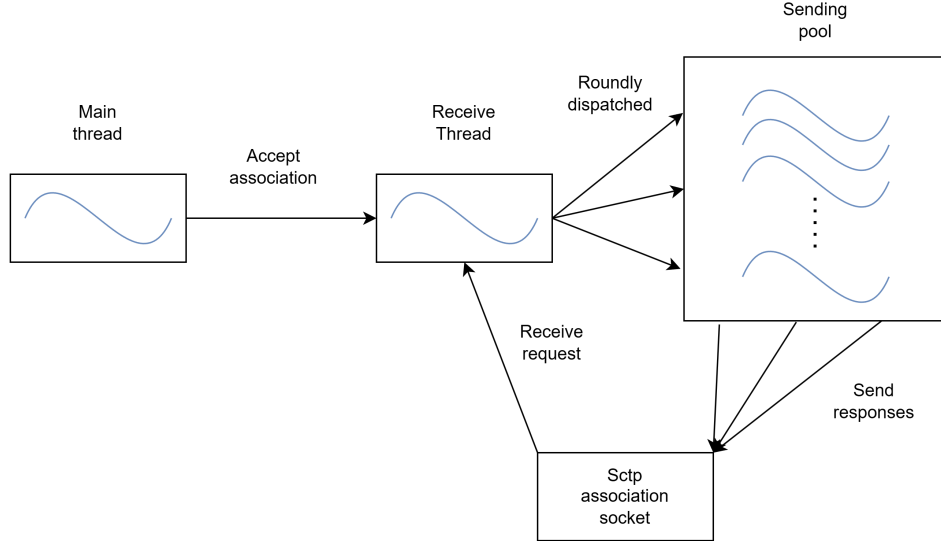 Sending
pool
Roundly
dispatched
Main
thread
Receive
Thread
Accept
association
Receive
request
Send
responses
Sctp
association
socket